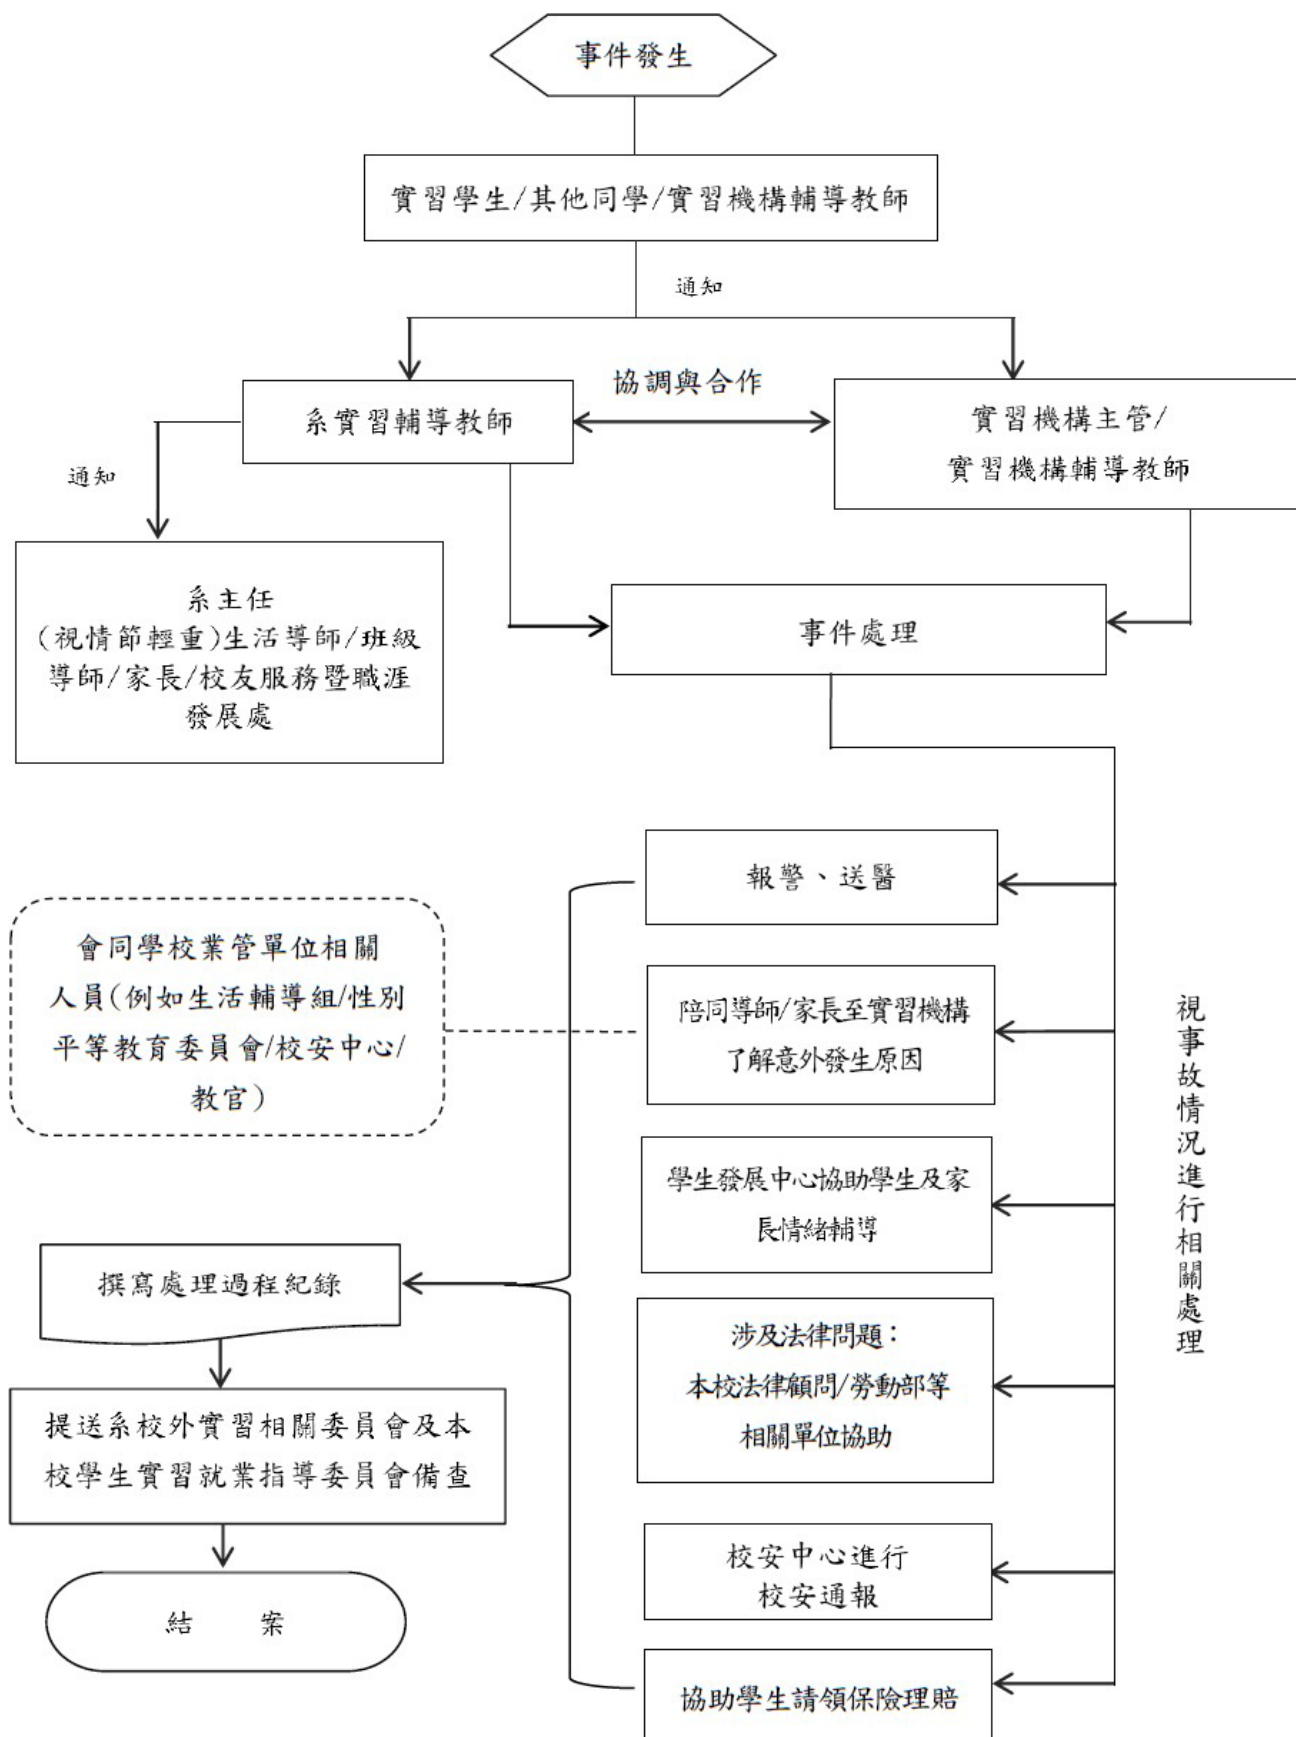 事件發生
實習學生/其他同學/實習機構輔導教師
通知
協調與合作
系實習輔導教師
實習機構主管/
實習機構輔導教師
通知
系主任
(視情節輕重)生活導師/班級
導師/家長/校友服務暨職涯
發展處
事件處理
視事故情況進行相關處理
報警、送醫
會同學校業管單位相關
人員(例如生活輔導組/性別
平等教育委員會/校安中心/
教官)
陪同導師/家長至實習機構
了解意外發生原因
學生發展中心協助學生及家
長情緒輔導
涉及法律問題:
本校法律顧問/勞動部等
相關單位協助
校安中心進行
校安通報
協助學生請領保險理賠
撰寫處理過程紀錄
提送系校外實習相關委員會及本
校學生實習就業指導委員會備查
結 案